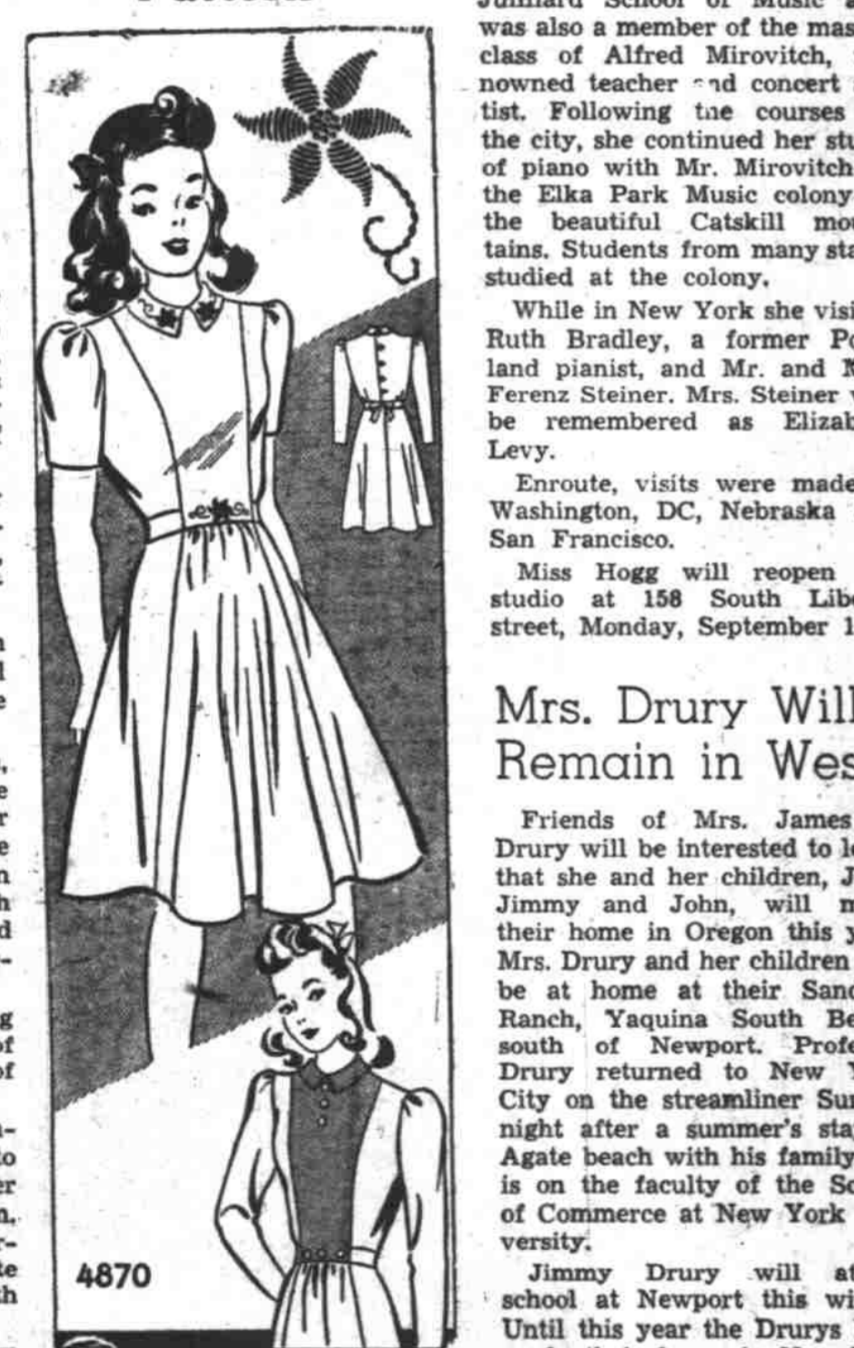 Pattern
4870
Juilliard School of Music
was also a member of the mas
class of Alfred Mirovitch,
nowned teacher and concert
tist. Following the courses
the city, she continued her stu
of piano with Mr. Mirovitch
the Elka Park Music colony
the beautiful Catskill mou
tains. Students from many sta
studied at the colony.
While in New York she visi
Ruth Bradley, a former Po
land pianist, and Mr. and M
Ferenz Steiner. Mrs. Steiner
be remembered as Elizab
Levy.
Enroute, visits were made
Washington, DC, Nebraska
San Francisco.
Miss Hogg will reopen
studio at 158 South Libe
street, Monday, September 1
Mrs. Drury Will
Remain in Wes
Friends of Mrs. James
Drury will be interested to le
that she and her children, J
Jimmy and John, will m
their home in Oregon this y
Mrs. Drury and her children
be at home at their Sand
Ranch, Yaquina South Be
south of Newport. Profe
Drury returned to New Y
City on the streamliner Sun
night after a summer's sta
Agate beach with his family
is on the faculty of the Sc
of Commerce at New York
versity.
Jimmy Drury will at
school at Newport this wi
Until this year the Drurys